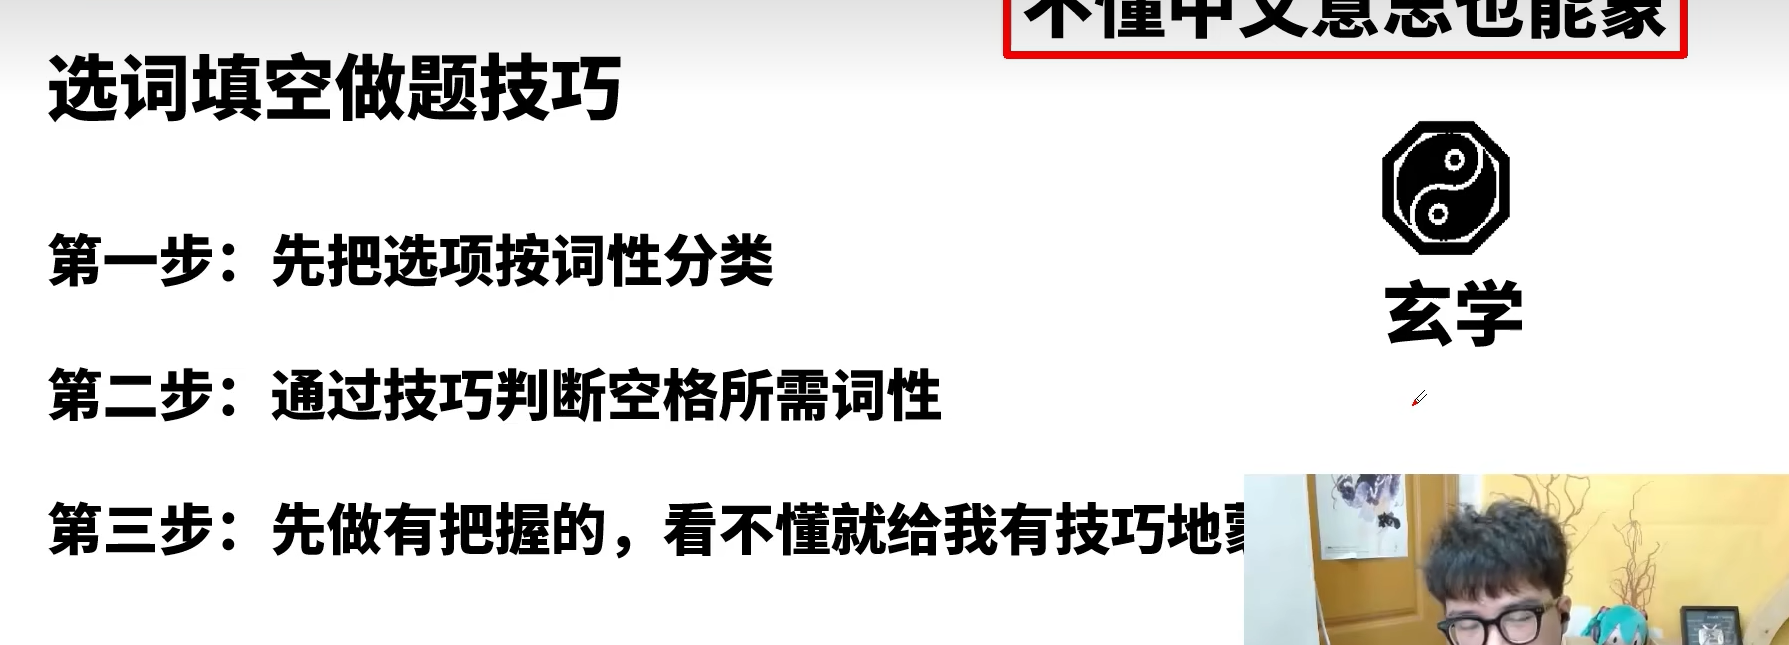 不懂中文意思也能蒙
选词填空做题技巧
玄学
第一步：先把选项按词性分类
第二步：通过技巧判断空格所需词性
第三步：先做有把握的，看不懂就给我有技巧地蒙